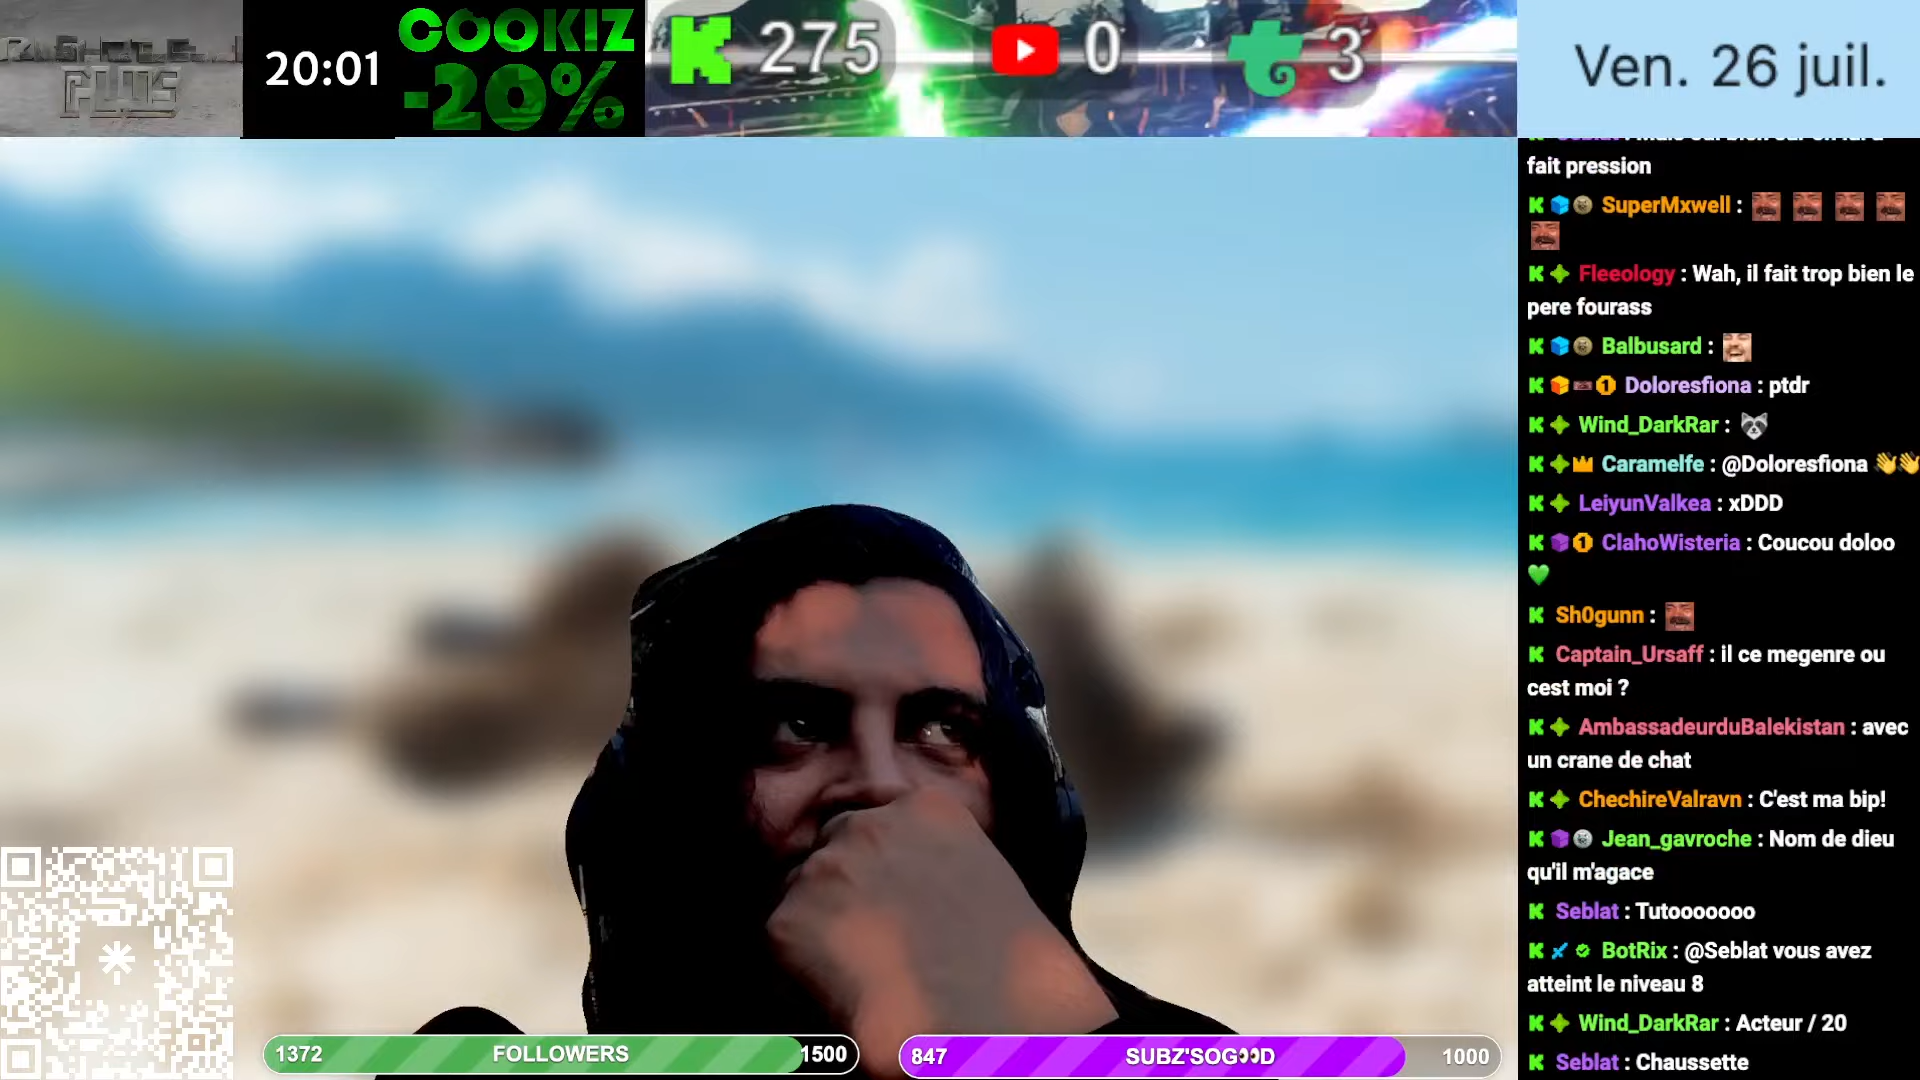 PLUS
20:01
COOKIZ
-20%
275
0
3
Ven. 26 juil.
fait pression
SuperMxwell :
Fleeology : Wah, il fait trop bien le
pere fourass
Balbusard :
Doloresfiona : ptdr
Wind_DarkRar :
Caramelfe : @Doloresfiona 👋👋
LeiyunValkea : xDDD
ClahoWisteria : Coucou doloo
💚
Sh0gunn :
Captain_Ursaff : il ce megenre ou
cest moi ?
AmbassadeurduBalekistan : avec
un crane de chat
ChechireValravn : C'est ma bip!
Jean_gavroche : Nom de dieu
qu'il m'agace
Seblat : Tutooooooo
BotRix : @Seblat vous avez
atteint le niveau 8
Wind_DarkRar : Acteur / 20
Seblat : Chaussette
1372 FOLLOWERS 1500
847 SUBZ'SOG👀D 1000